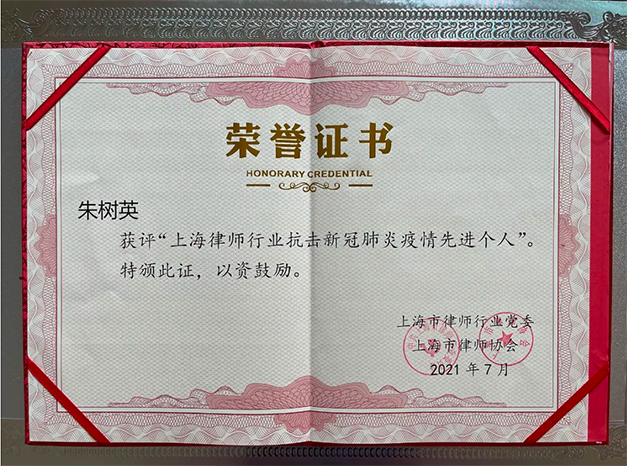 荣誉证书
HONORARY CREDENTIAL
朱树英
获评“上海律师行业抗击新冠肺炎疫情先进个人”。
特颁此证，以资鼓励。
上海市律师行业党委
上海市律师协会
2021 年 7 月